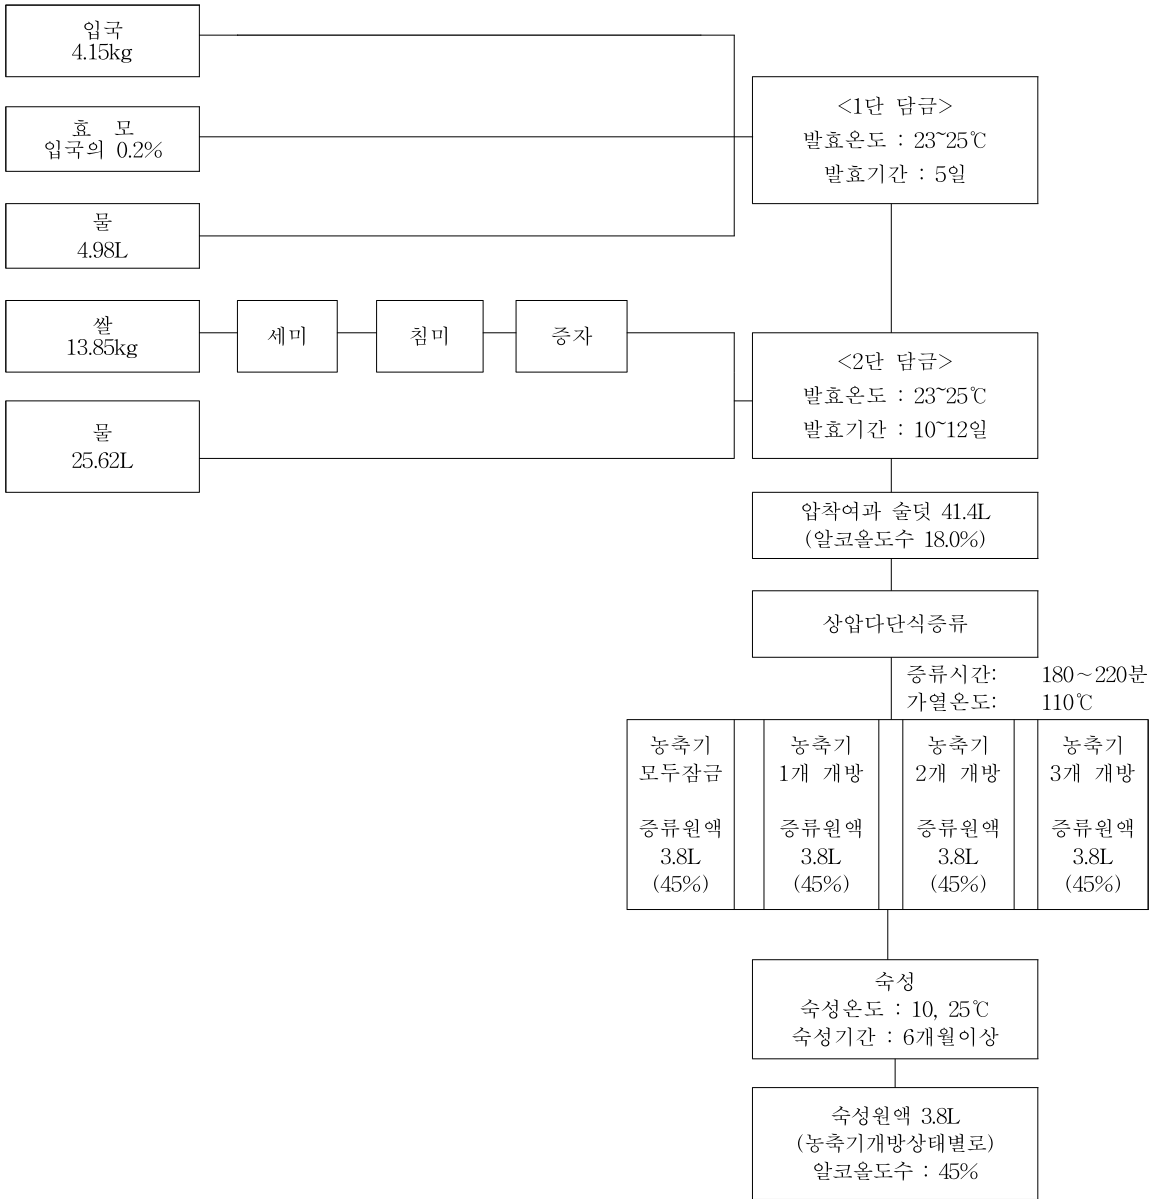 입국
4.15kg
효 모
입국의 0.2%
물
4.98L
<1단 담금>
발효온도 : 23~25℃
발효기간 : 5일
쌀
13.85kg
세미
침미
증자
물
25.62L
<2단 담금>
발효온도 : 23~25℃
발효기간 : 10~12일
압착여과 술덧 41.4L
(알코올도수 18.0%)
상압다단식증류
증류시간: 180～220분
가열온도: 110℃
농축기
모두잠금
증류원액
3.8L
(45%)
농축기
1개 개방
증류원액
3.8L
(45%)
농축기
2개 개방
증류원액
3.8L
(45%)
농축기
3개 개방
증류원액
3.8L
(45%)
숙성
숙성온도 : 10, 25℃
숙성기간 : 6개월이상
숙성원액 3.8L
(농축기개방상태별로)
알코올도수 : 45%